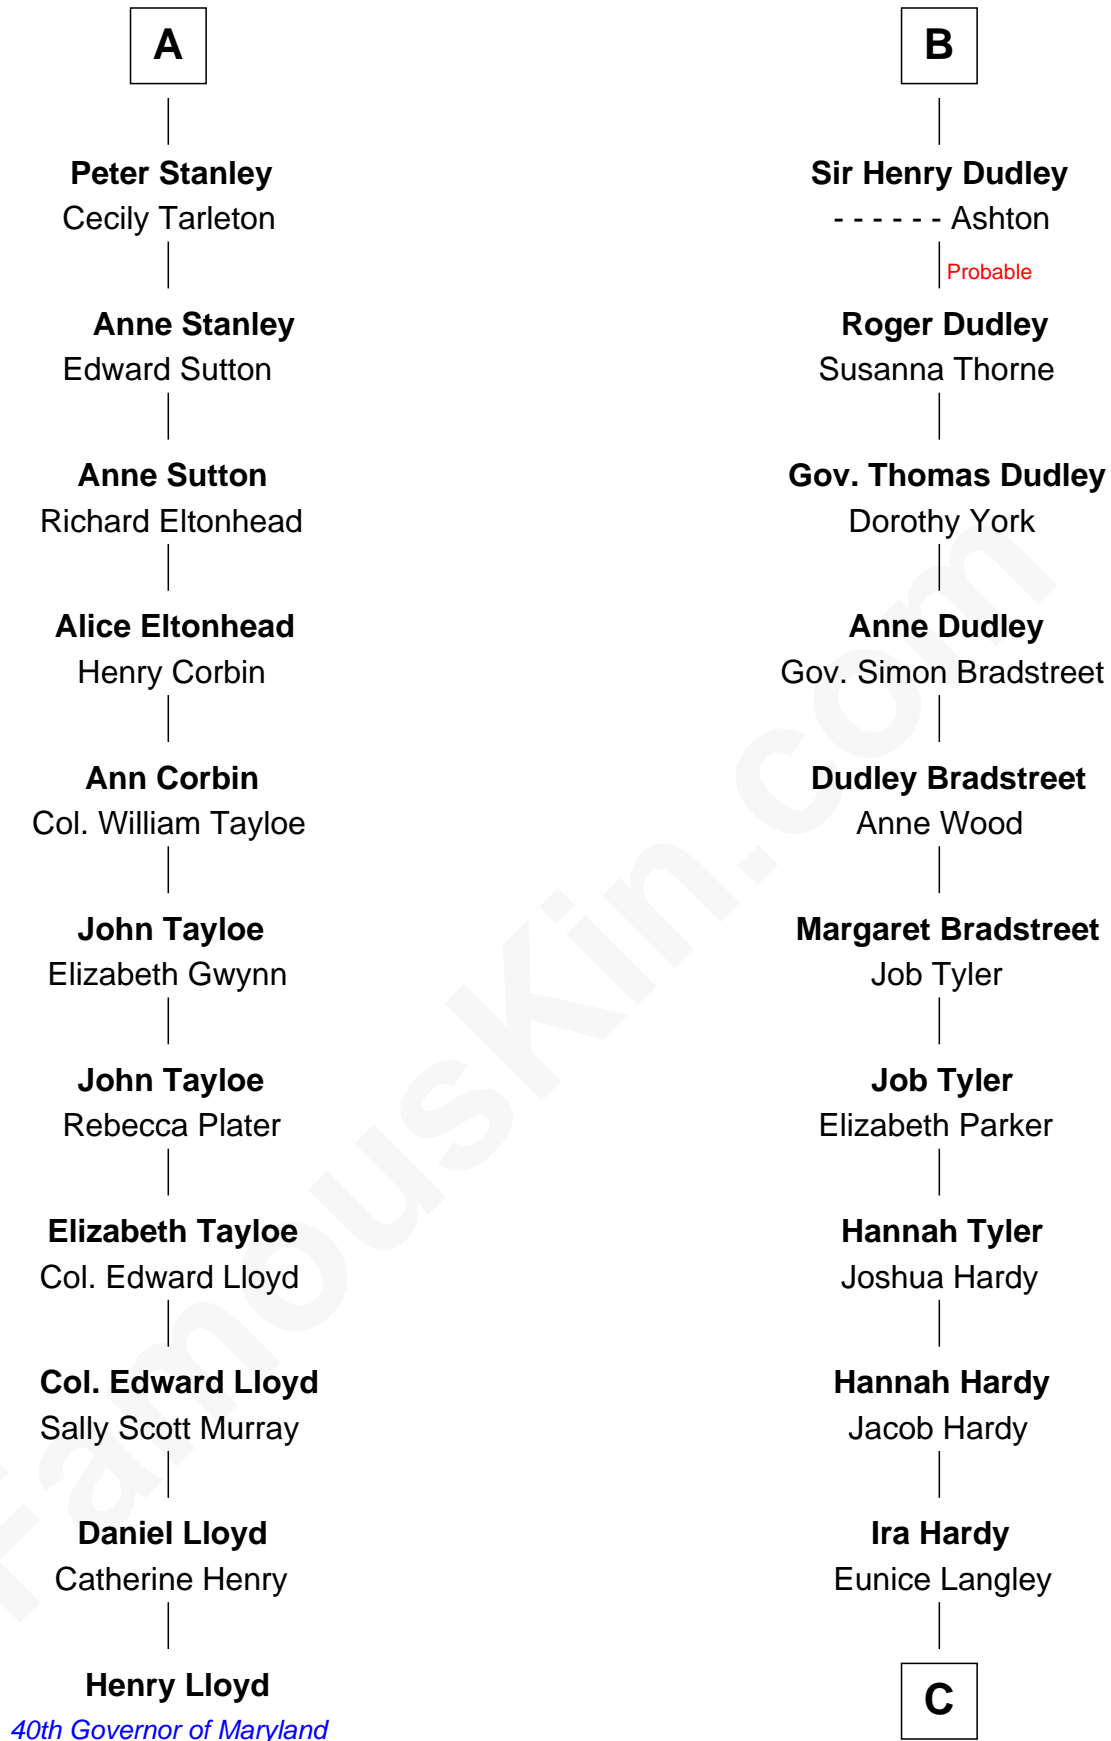 A
Peter Stanley
Cecily Tarleton
Anne Stanley
Edward Sutton
Anne Sutton
Richard Eltonhead
Alice Eltonhead
Henry Corbin
Ann Corbin
Col. William Tayloe
John Tayloe
Elizabeth Gwynn
John Tayloe
Rebecca Plater
Elizabeth Tayloe
Col. Edward Lloyd
Col. Edward Lloyd
Sally Scott Murray
Daniel Lloyd
Catherine Henry
Henry Lloyd
40th Governor of Maryland
B
Sir Henry Dudley
- - - - - - Ashton
Probable
Roger Dudley
Susanna Thorne
Gov. Thomas Dudley
Dorothy York
Anne Dudley
Gov. Simon Bradstreet
Dudley Bradstreet
Anne Wood
Margaret Bradstreet
Job Tyler
Job Tyler
Elizabeth Parker
Hannah Tyler
Joshua Hardy
Hannah Hardy
Jacob Hardy
Ira Hardy
Eunice Langley
C
FamousKin.com